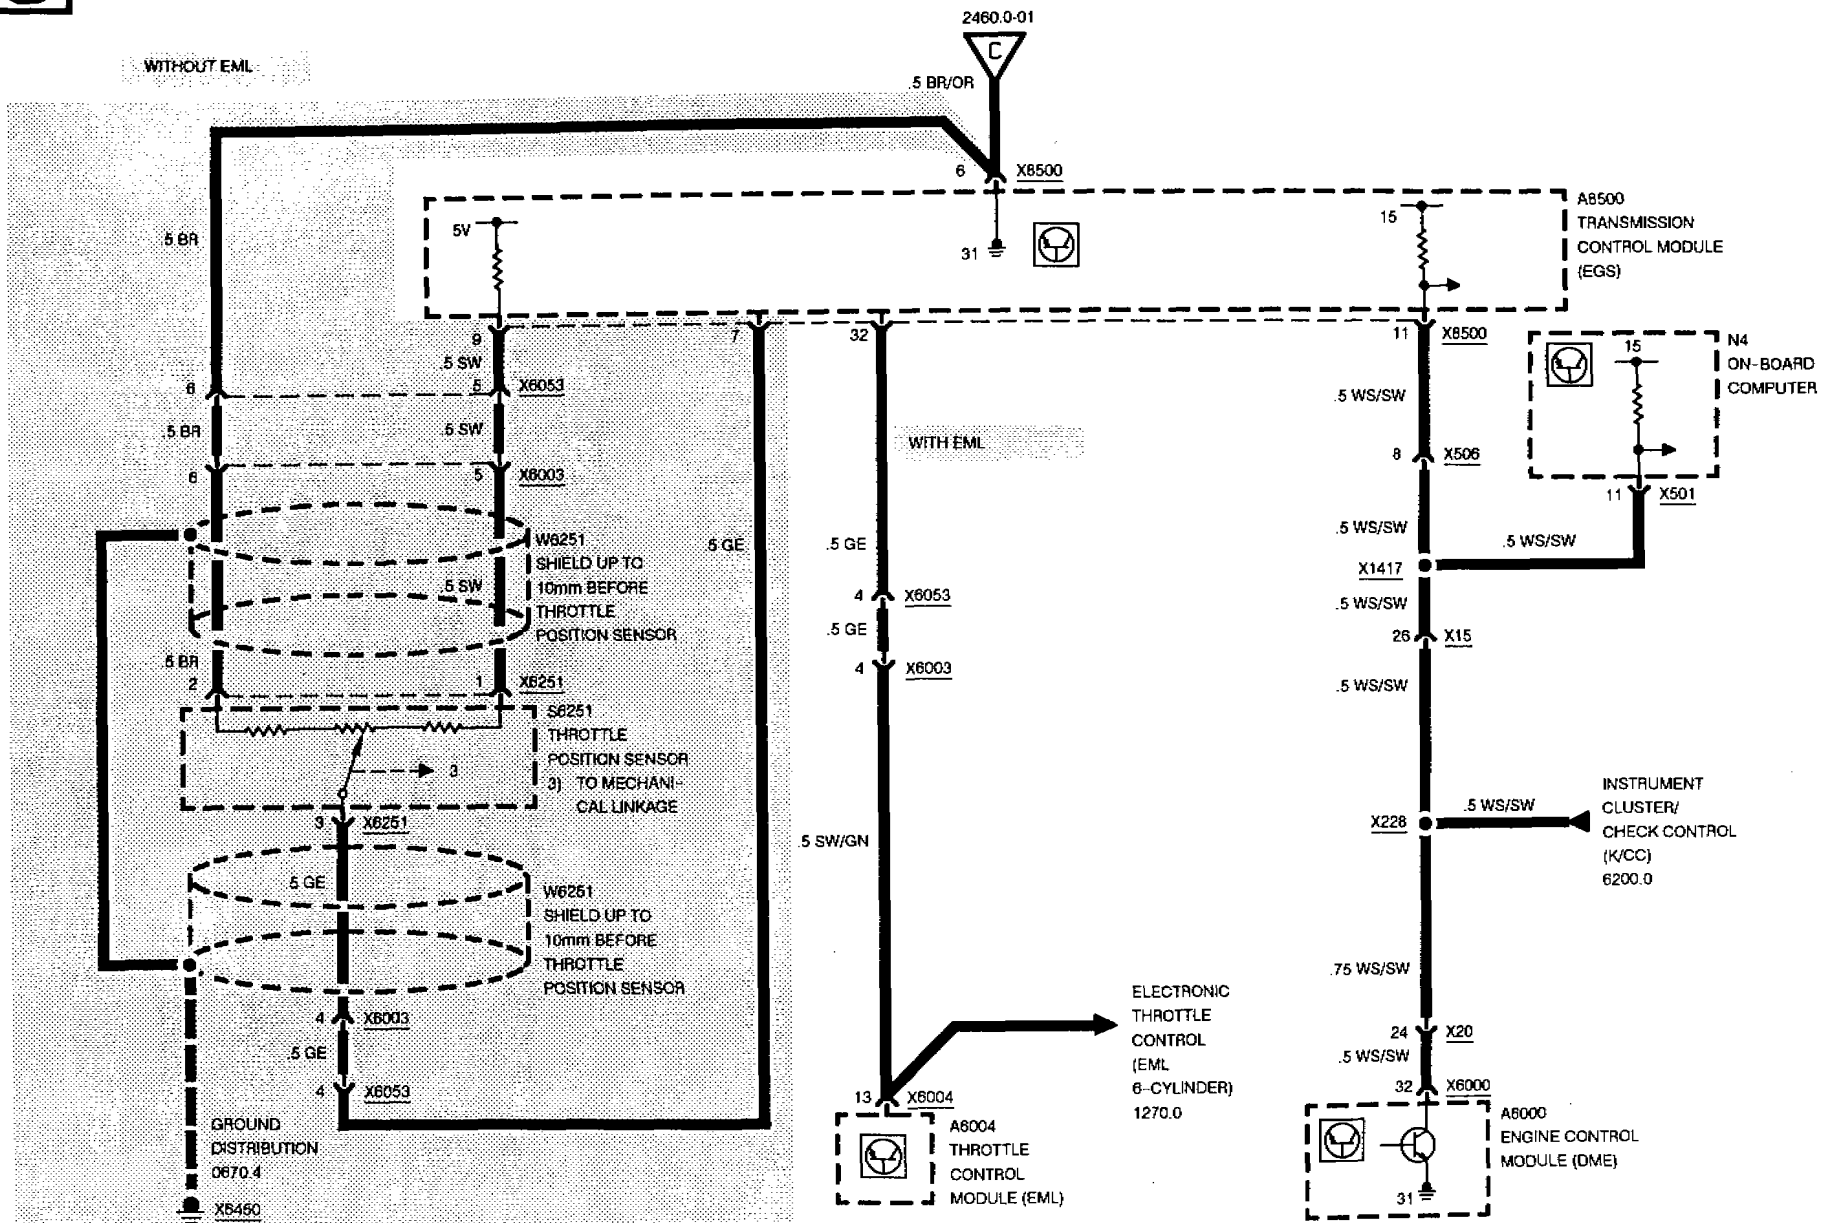 2460.0-01
C
WITHOUT EML
.5 BR/OR
6
X8500
A8500
TRANSMISSION
CONTROL MODULE
(EGS)
5V
31
15
.5 BR
9
7
32
11
X8500
.5 SW
6
5
X6053
.5 BR
.5 SW
6
5
X6003
W6251
SHIELD UP TO
10mm BEFORE
THROTTLE
POSITION SENSOR
.5 SW
.5 BR
2
1
X6251
S6251
THROTTLE
POSITION SENSOR
3) TO MECHANI-
CAL LINKAGE
3
3
X6251
.5 GE
W6251
SHIELD UP TO
10mm BEFORE
THROTTLE
POSITION SENSOR
4
X6003
.5 GE
4
X6053
GROUND
DISTRIBUTION
0670.4
X6450
.5 GE
WITH EML
.5 GE
4
X6053
.5 GE
4
X6003
.5 SW/GN
ELECTRONIC
THROTTLE
CONTROL
(EML
6-CYLINDER)
1270.0
13
X6004
A6004
THROTTLE
CONTROL
MODULE (EML)
N4
ON-BOARD
COMPUTER
15
11
X501
.5 WS/SW
.5 WS/SW
8
X506
.5 WS/SW
X1417
.5 WS/SW
26
X15
.5 WS/SW
X228
.5 WS/SW
INSTRUMENT
CLUSTER/
CHECK CONTROL
(K/CC)
6200.0
.75 WS/SW
24
X20
.5 WS/SW
32
X6000
A6000
ENGINE CONTROL
MODULE (DME)
31